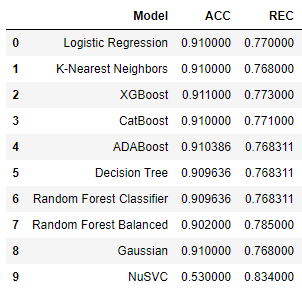 Model ACC REC
0 Logistic Regression 0.910000 0.770000
1 K-Nearest Neighbors 0.910000 0.768000
2 XGBoost 0.911000 0.773000
3 CatBoost 0.910000 0.771000
4 ADABoost 0.910386 0.768311
5 Decision Tree 0.909636 0.768311
6 Random Forest Classifier 0.909636 0.768311
7 Random Forest Balanced 0.902000 0.785000
8 Gaussian 0.910000 0.768000
9 NuSVC 0.530000 0.834000